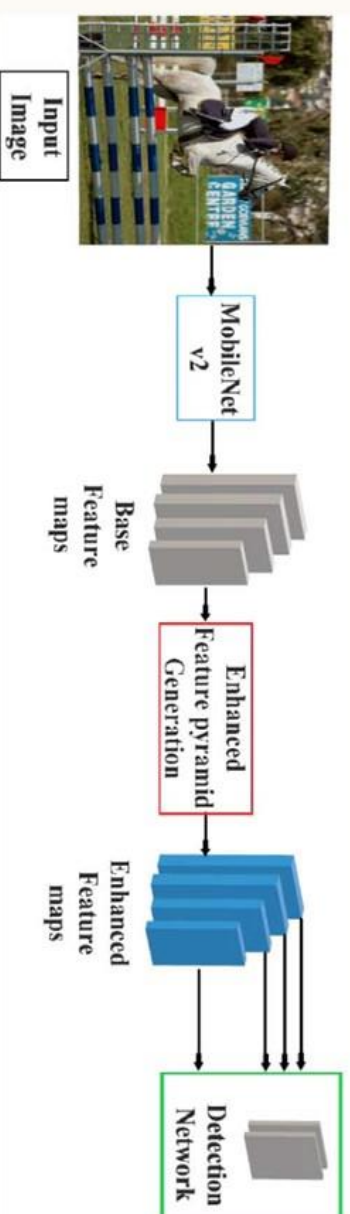 GARDEN
CENTRE
Input
Image
MobileNet
v2
Base
Feature
maps
Enhanced
Feature pyramid
Generation
Enhanced
Feature
maps
Detection
Network